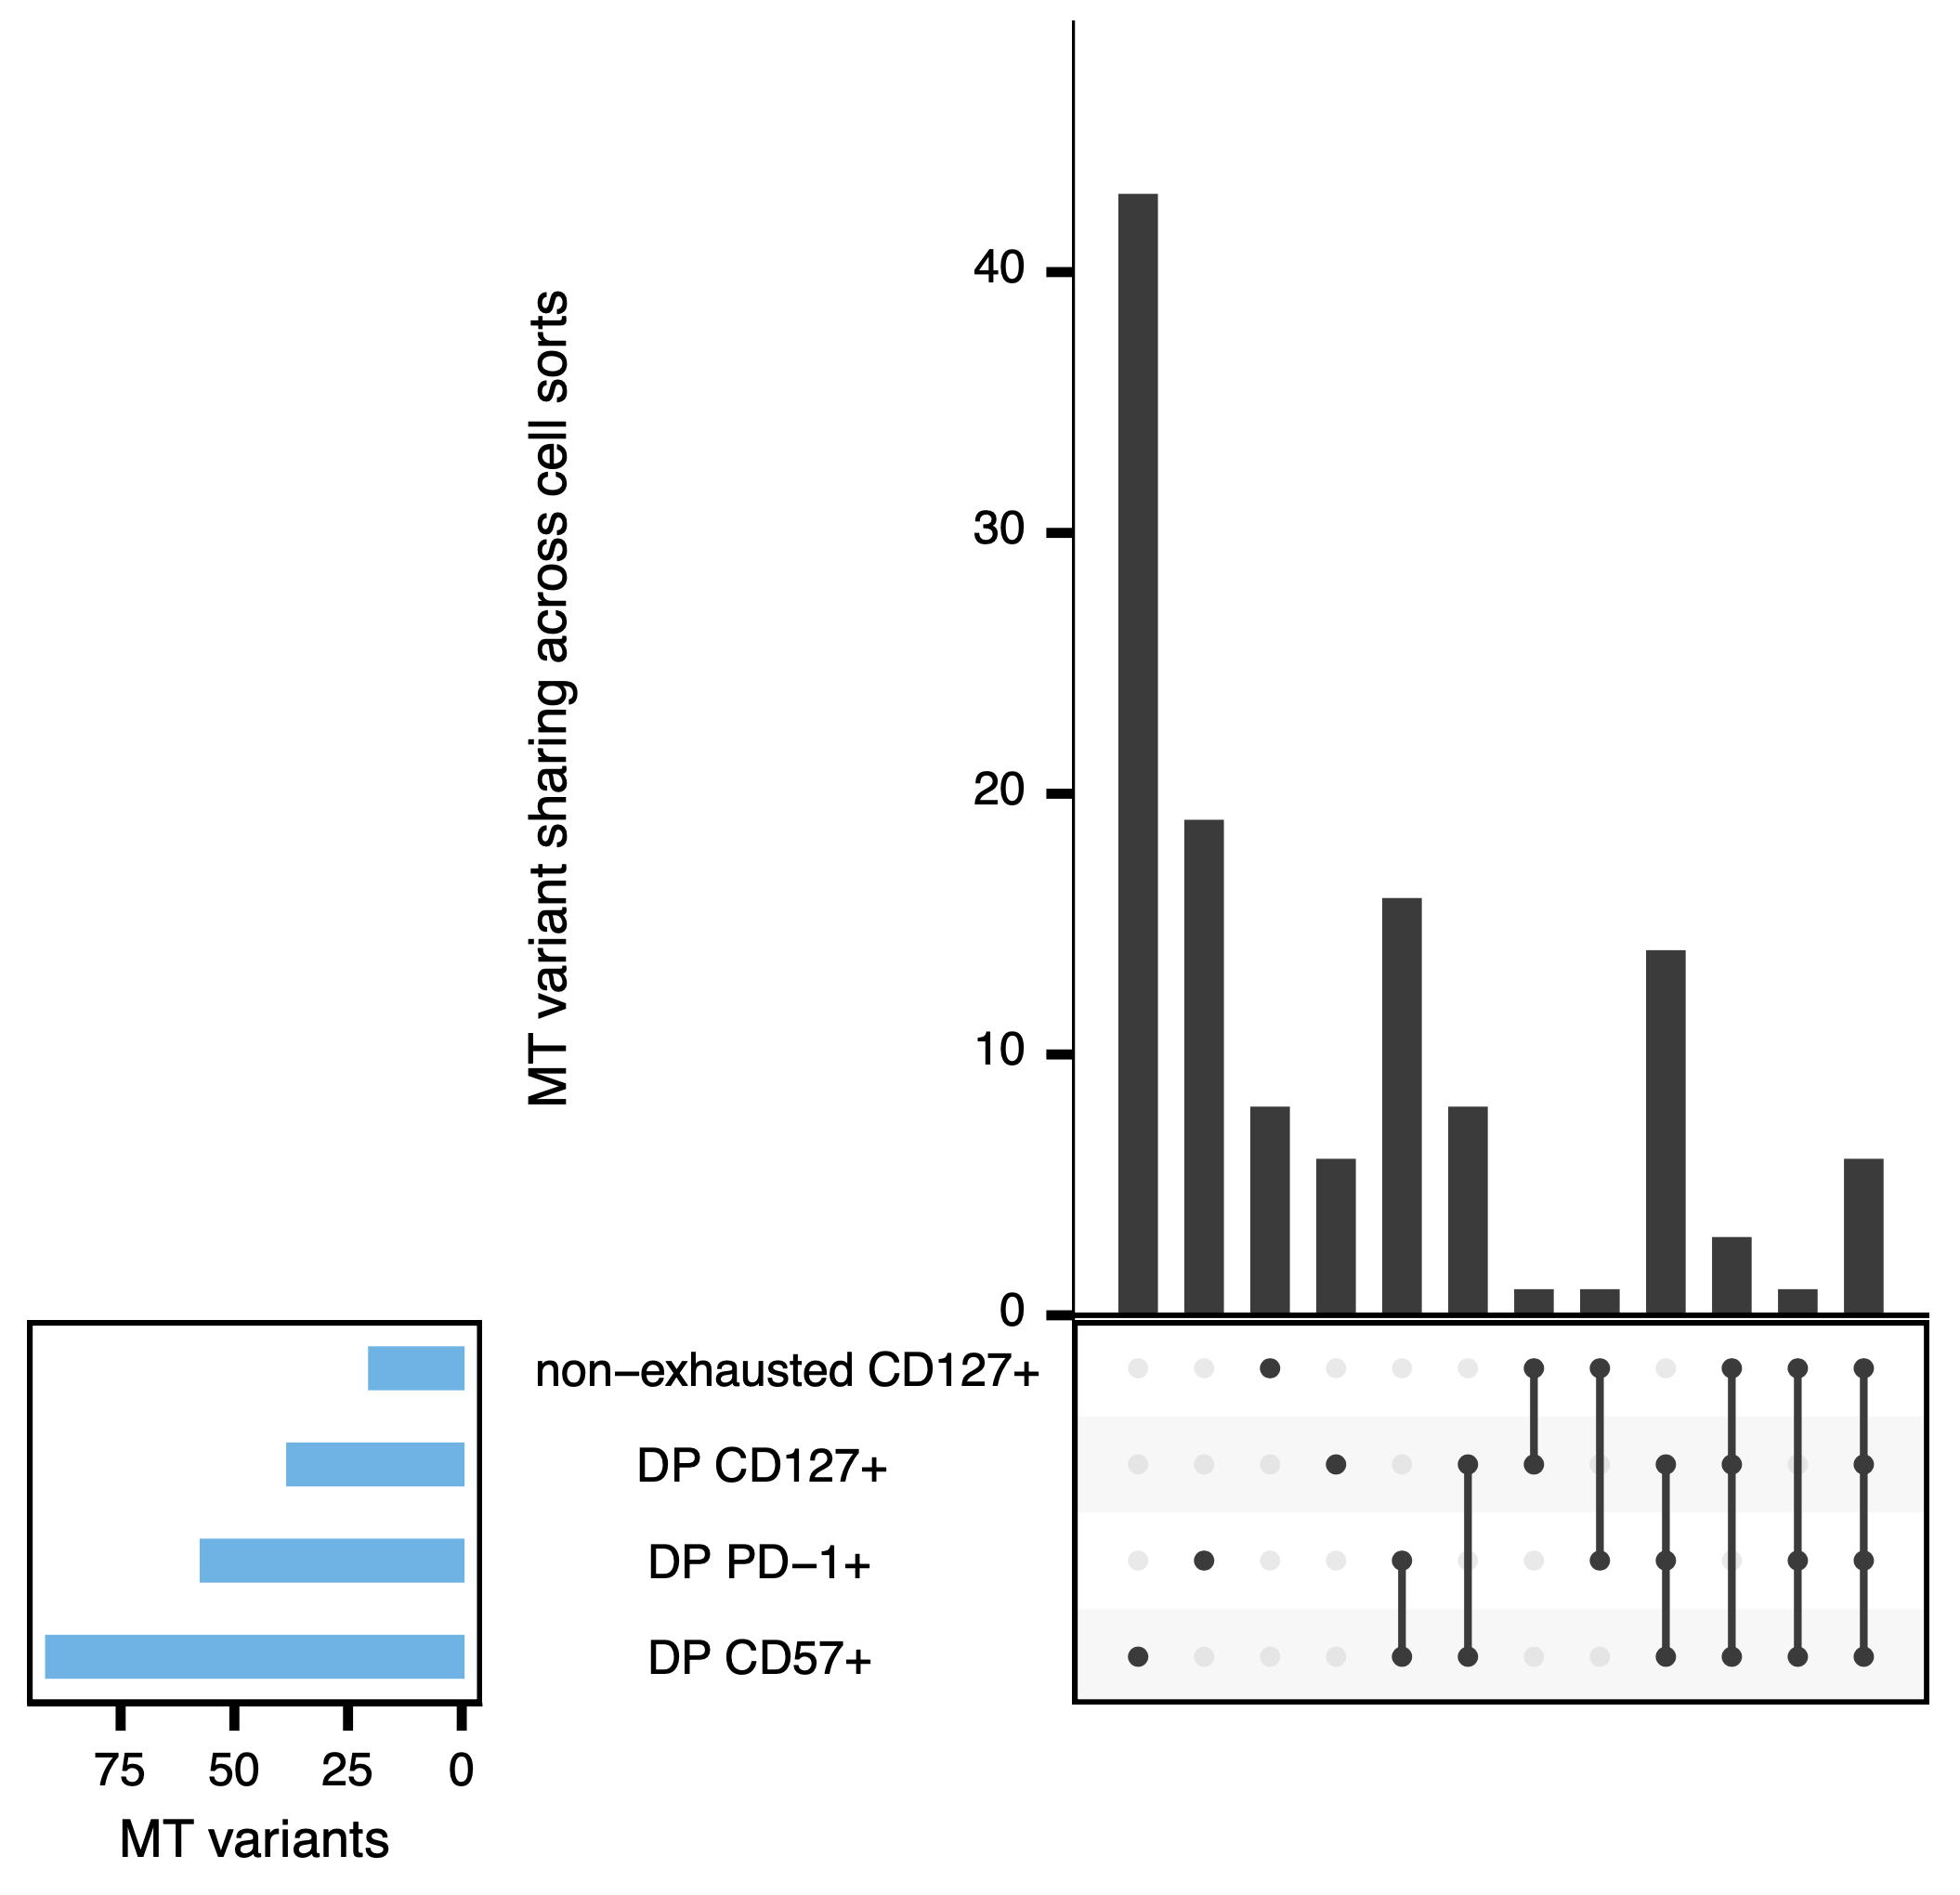 MT variant sharing across cell sorts
40
30
20
10
0
non−exhausted CD127+
DP CD127+
DP PD−1+
DP CD57+
75 50 25 0
MT variants